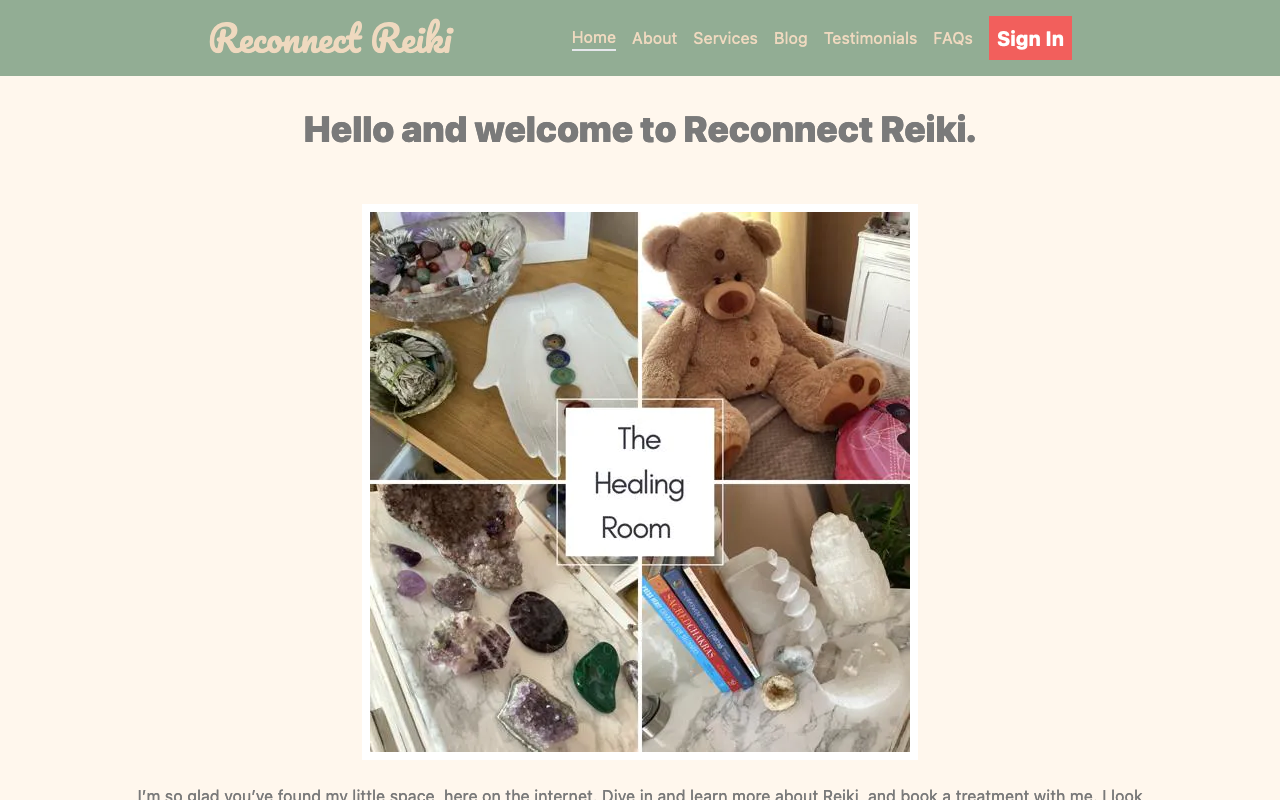 Reconnect Reiki
Home About Services Blog Testimonials FAQs Sign In
Hello and welcome to Reconnect Reiki.
The
Healing
Room
SACRED CHAKRAS
I'm so glad you've found my little space, here on the internet. Dive in and learn more about Reiki, and book a treatment with me. I look